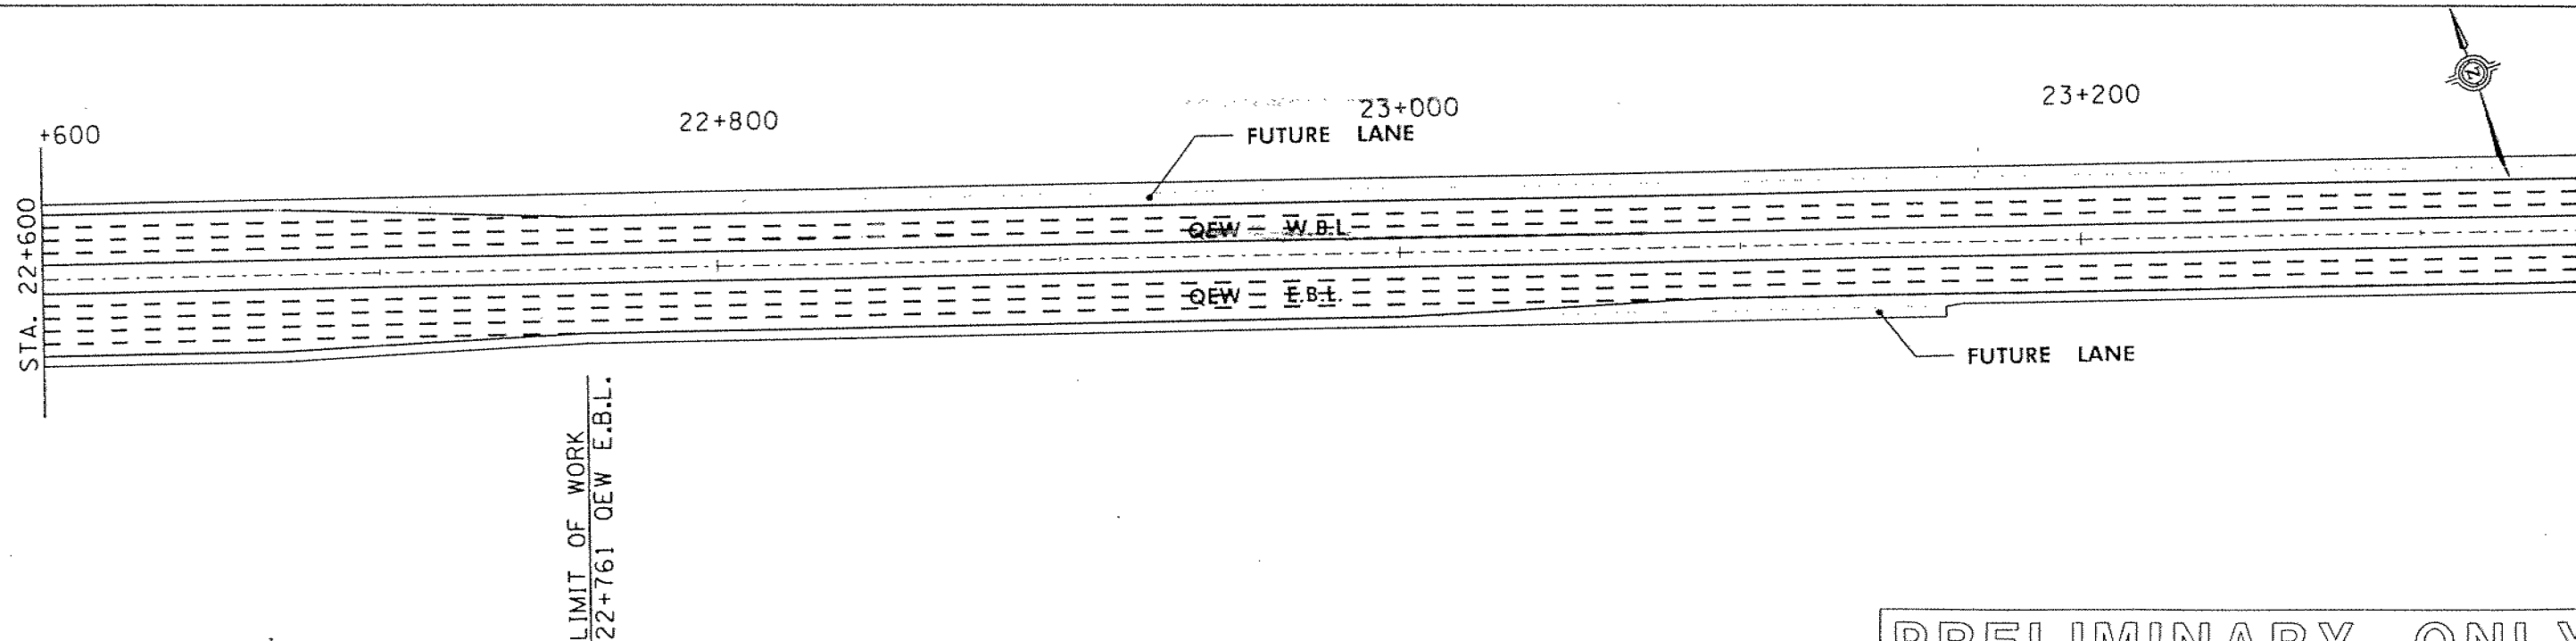 +600
22+800
23+000
23+200
N
FUTURE LANE
STA. 22+600
QEW W.B.L.
QEW E.B.L.
FUTURE LANE
LIMIT OF WORK
22+761 QEW E.B.L.
PRELIMINARY ONLY